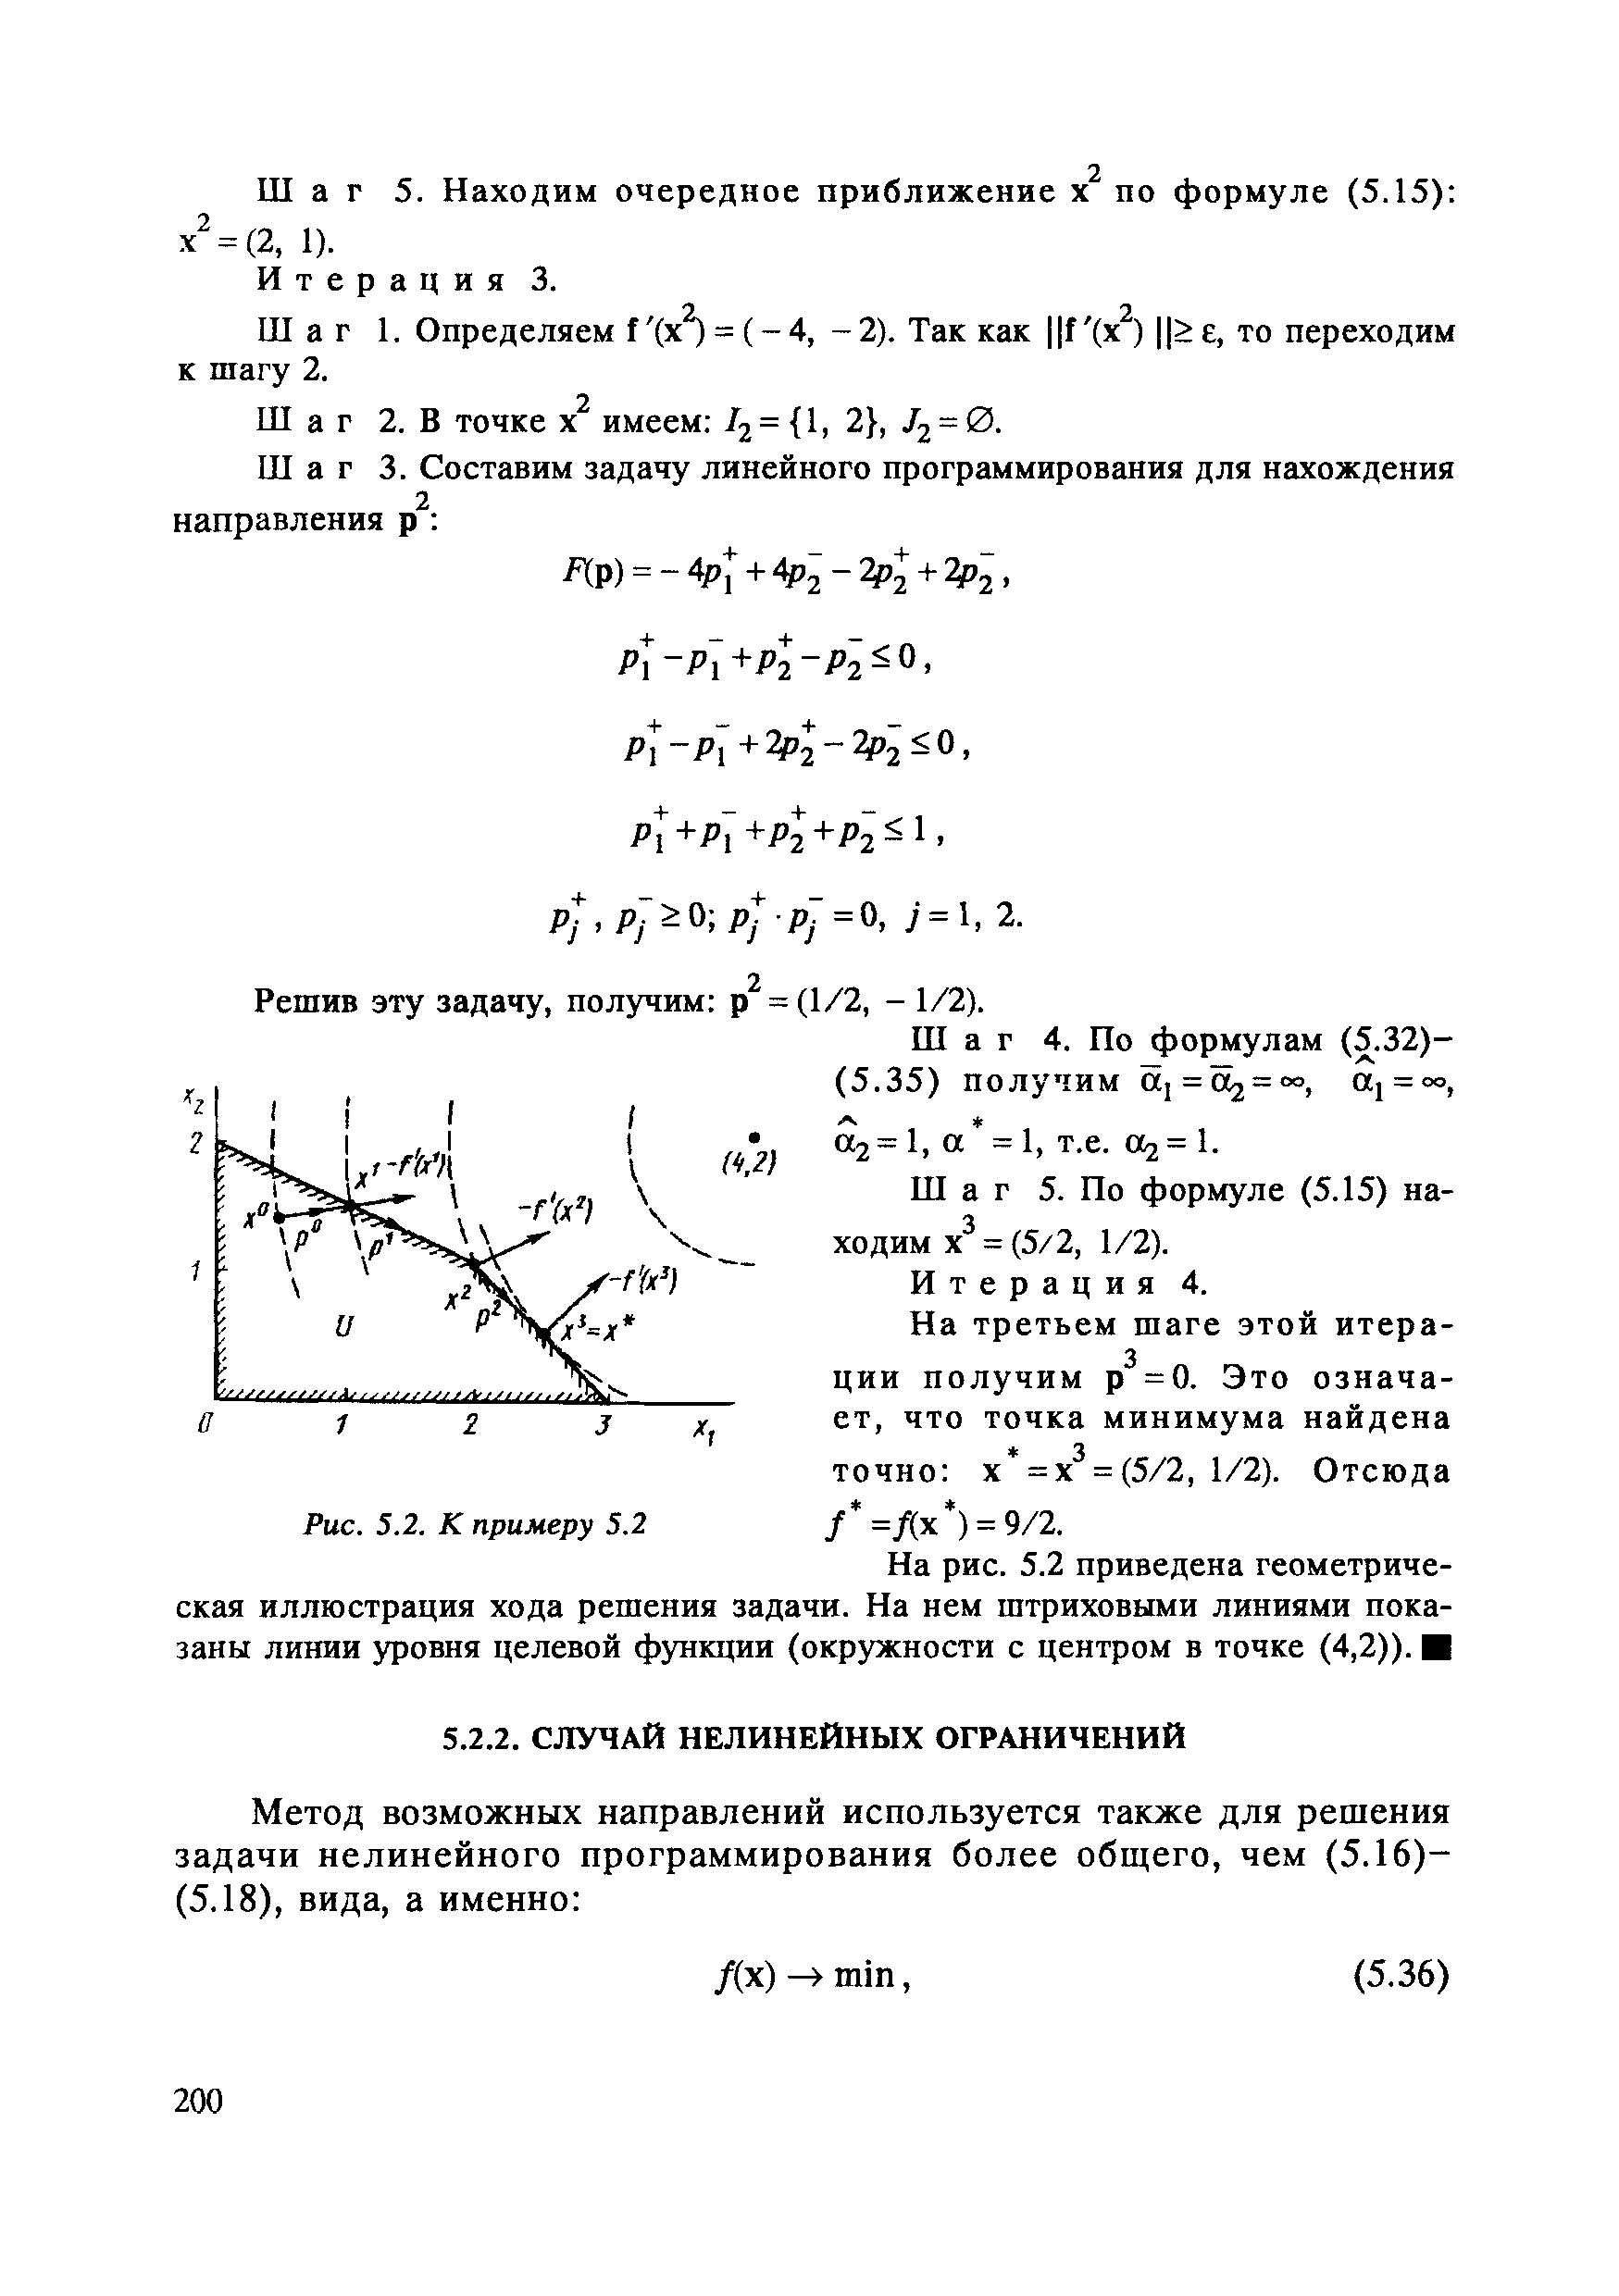 Шаг 5. Находим очередное приближение x² по формуле (5.15):
x² = (2, 1).
Итерация 3.
Шаг 1. Определяем f ′(x²) = ( − 4, − 2). Так как ||f ′(x²) ||≥ ε, то переходим
к шагу 2.
Шаг 2. В точке x² имеем: I₂ = {1, 2}, J₂ = ∅.
Шаг 3. Составим задачу линейного программирования для нахождения
направления p²:
F(p) = − 4p₁⁺ + 4p₂⁻ − 2p₂⁺ + 2p₂⁻ ,
p₁⁺ − p₁⁻ + p₂⁺ − p₂⁻ ≤ 0 ,
p₁⁺ − p₁⁻ + 2p₂⁺ − 2p₂⁻ ≤ 0 ,
p₁⁺ + p₁⁻ + p₂⁺ + p₂⁻ ≤ 1 ,
pⱼ⁺ , pⱼ⁻ ≥ 0; pⱼ⁺ · pⱼ⁻ = 0, j = 1, 2.
Решив эту задачу, получим: p² = (1/2, − 1/2).
Шаг 4. По формулам (5.32)–
(5.35) получим α̅₁ = α̅₂ = ∞, α̂₁ = ∞,
α̂₂ = 1, α* = 1, т.е. α₂ = 1.
Шаг 5. По формуле (5.15) на-
ходим x³ = (5/2, 1/2).
Итерация 4.
На третьем шаге этой итера-
ции получим p³ = 0. Это означа-
ет, что точка минимума найдена
точно: x* = x³ = (5/2, 1/2). Отсюда
f* = f(x*) = 9/2.
x₂
2
1
0
1
2
3
x₁
x⁰
p⁰
x¹
-f′(x¹)
p¹
-f′(x²)
x²
p²
-f′(x³)
x³=x*
U
(4,2)
Рис. 5.2. К примеру 5.2
На рис. 5.2 приведена геометриче-
ская иллюстрация хода решения задачи. На нем штриховыми линиями пока-
заны линии уровня целевой функции (окружности с центром в точке (4,2)). ■
5.2.2. СЛУЧАЙ НЕЛИНЕЙНЫХ ОГРАНИЧЕНИЙ
Метод возможных направлений используется также для решения
задачи нелинейного программирования более общего, чем (5.16)–
(5.18), вида, а именно:
f(x) → min , (5.36)
200